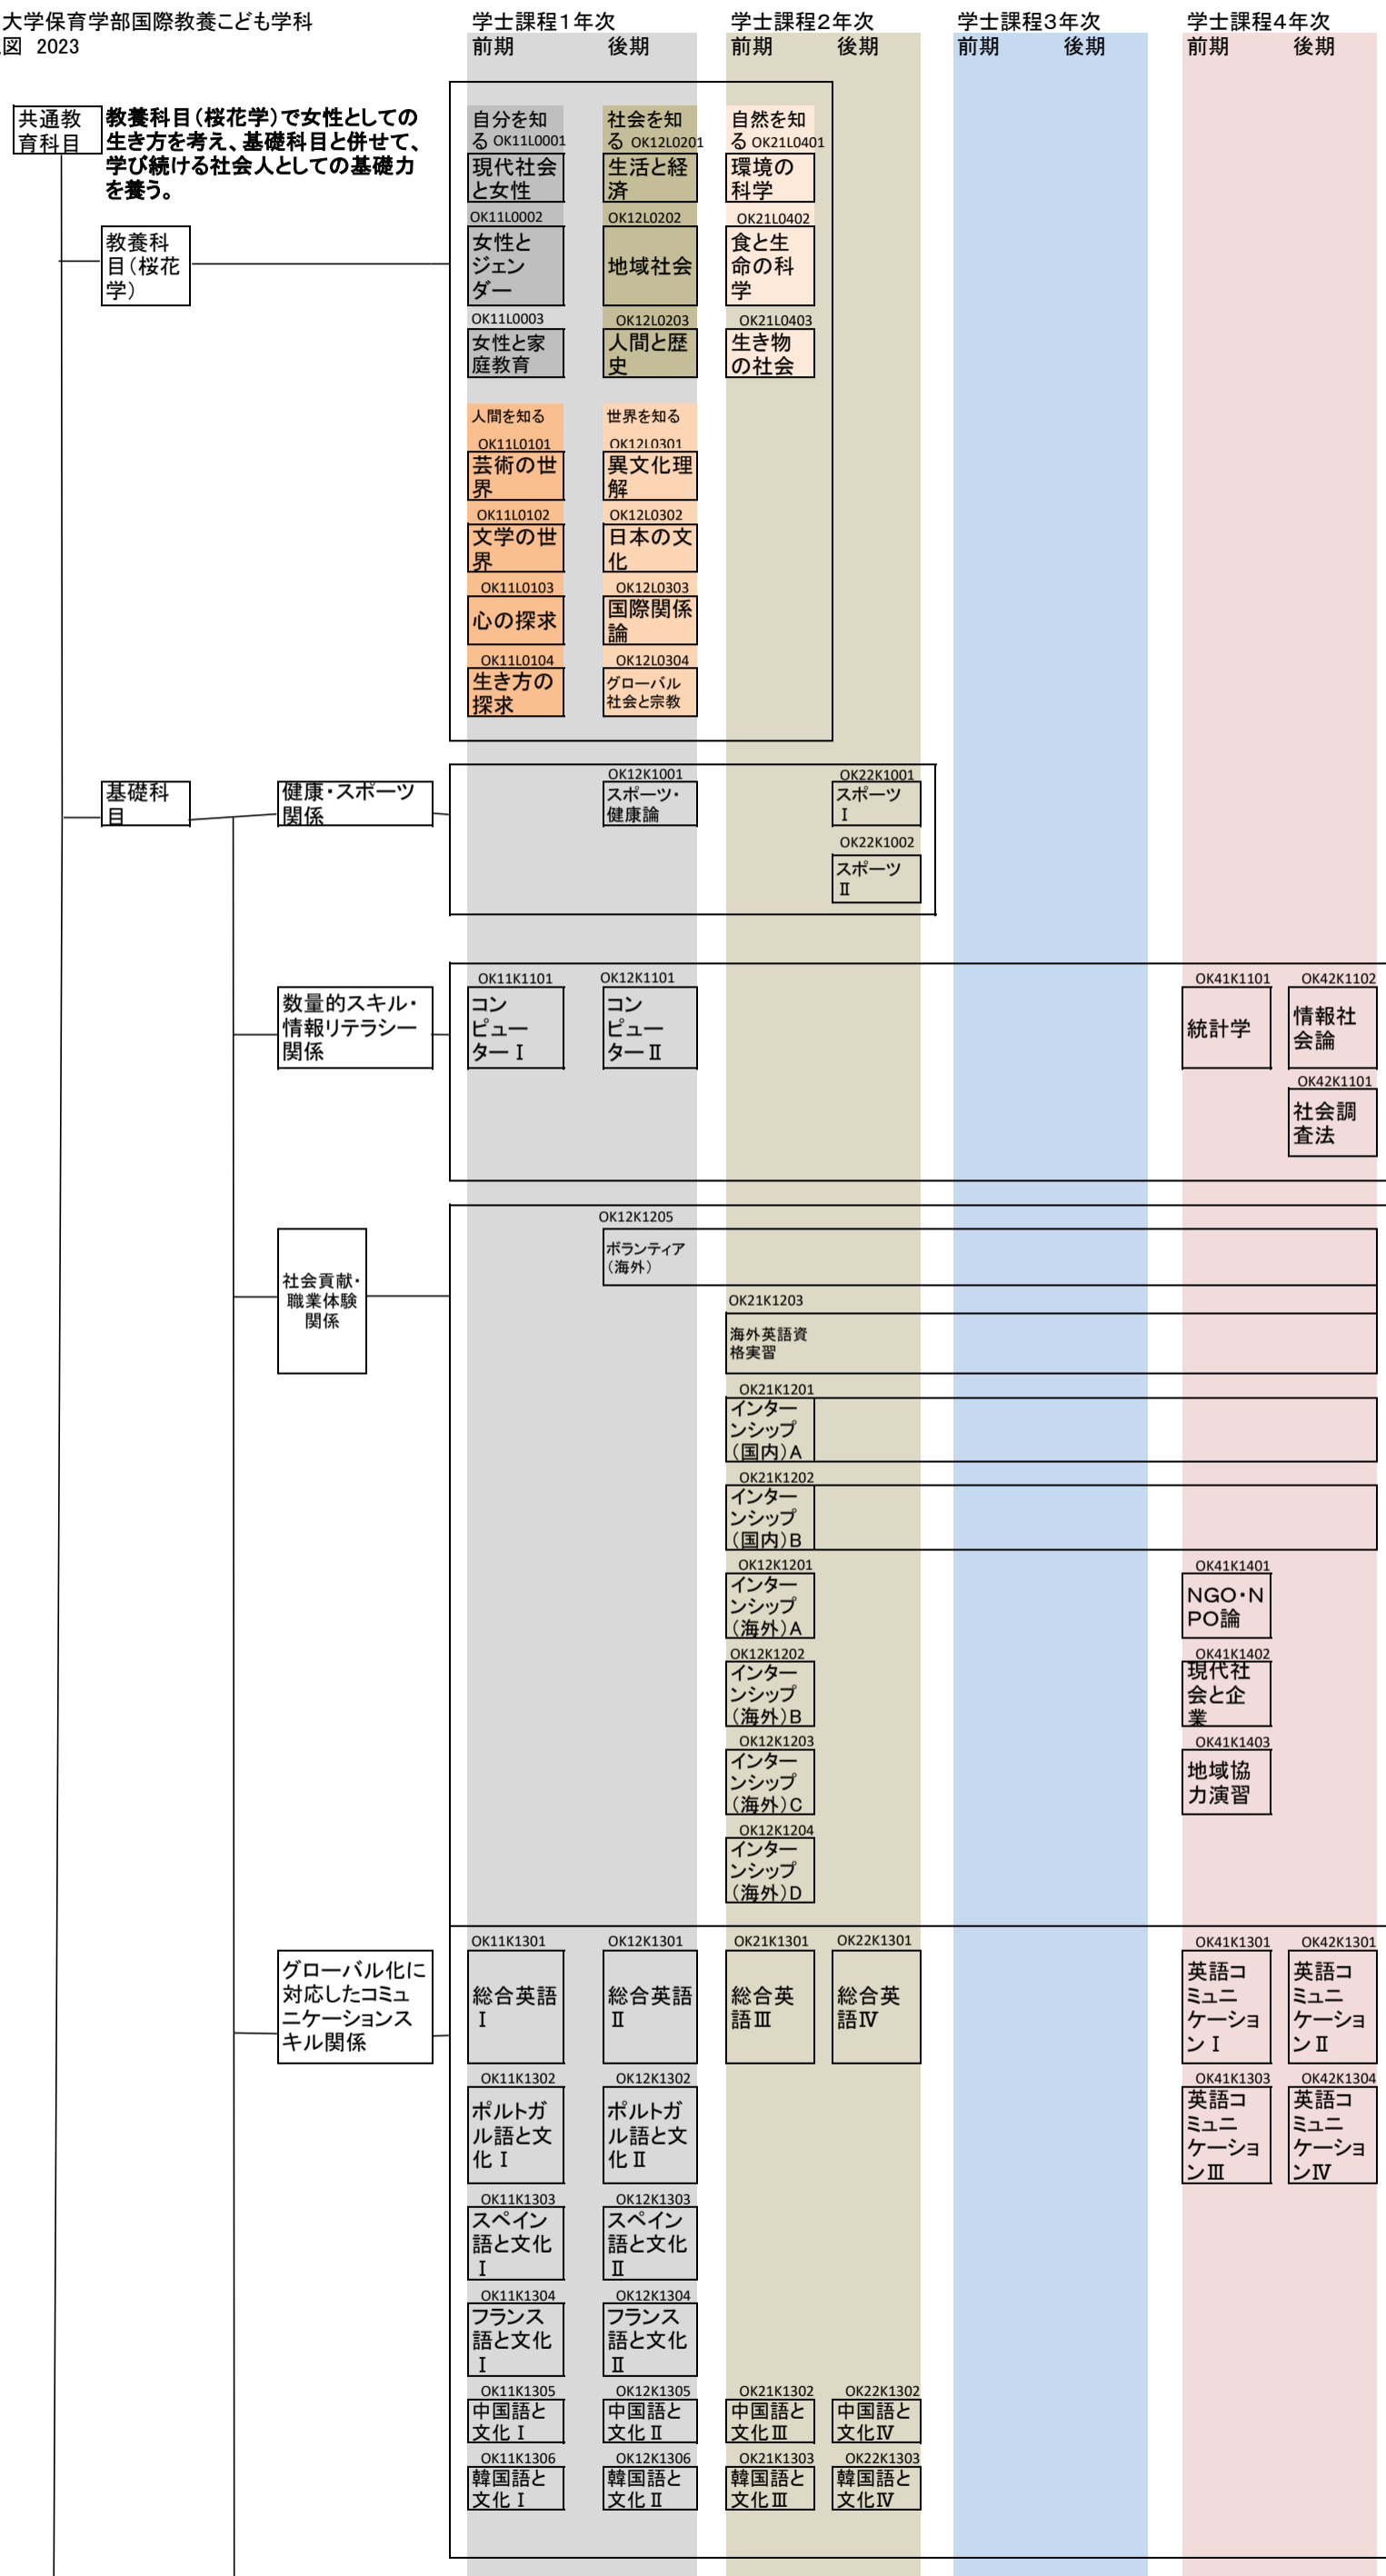 大学保育学部国際教養こども学科
図 2023
学士課程1年次
学士課程2年次
学士課程3年次
学士課程4年次
前期
後期
前期
後期
前期
後期
前期
後期
共通教
育科目
教養科目(桜花学)で女性としての
生き方を考え、基礎科目と併せて、
学び続ける社会人としての基礎力
を養う。
教養科
目(桜花
学)
自分を知
る OK11L0001
現代社会
と女性
OK11L0002
女性と
ジェン
ダー
OK11L0003
女性と家
庭教育
社会を知
る OK12L0201
生活と経
済
OK12L0202
地域社会
OK12L0203
人間と歴
史
自然を知
る OK21L0401
環境の
科学
OK21L0402
食と生
命の科
学
OK21L0403
生き物
の社会
人間を知る
OK11L0101
芸術の世
界
OK11L0102
文学の世
界
OK11L0103
心の探求
OK11L0104
生き方の
探求
世界を知る
OK12L0301
異文化理
解
OK12L0302
日本の文
化
OK12L0303
国際関係
論
OK12L0304
グローバル
社会と宗教
基礎科
目
健康・スポーツ
関係
OK12K1001
スポーツ・
健康論
OK22K1001
スポーツ
Ⅰ
OK22K1002
スポーツ
Ⅱ
数量的スキル・
情報リテラシー
関係
OK11K1101
コン
ピュー
ターⅠ
OK12K1101
コン
ピュー
ターⅡ
OK41K1101
統計学
OK42K1102
情報社
会論
OK42K1101
社会調
査法
社会貢献・
職業体験
関係
OK12K1205
ボランティア
(海外)
OK21K1203
海外英語資
格実習
OK21K1201
インター
ンシップ
(国内)A
OK21K1202
インター
ンシップ
(国内)B
OK12K1201
インター
ンシップ
(海外)A
OK12K1202
インター
ンシップ
(海外)B
OK12K1203
インター
ンシップ
(海外)C
OK12K1204
インター
ンシップ
(海外)D
OK41K1401
NGO・N
PO論
OK41K1402
現代社
会と企
業
OK41K1403
地域協
力演習
グローバル化に
対応したコミュ
ニケーションス
キル関係
OK11K1301
総合英語
Ⅰ
OK12K1301
総合英語
Ⅱ
OK21K1301
総合英
語Ⅲ
OK22K1301
総合英
語Ⅳ
OK41K1301
英語コ
ミュニ
ケーショ
ンⅠ
OK42K1301
英語コ
ミュニ
ケーショ
ンⅡ
OK11K1302
ポルトガ
ル語と文
化Ⅰ
OK12K1302
ポルトガ
ル語と文
化Ⅱ
OK41K1303
英語コ
ミュニ
ケーショ
ンⅢ
OK42K1304
英語コ
ミュニ
ケーショ
ンⅣ
OK11K1303
スペイン
語と文化
Ⅰ
OK12K1303
スペイン
語と文化
Ⅱ
OK11K1304
フランス
語と文化
Ⅰ
OK12K1304
フランス
語と文化
Ⅱ
OK11K1305
中国語と
文化Ⅰ
OK12K1305
中国語と
文化Ⅱ
OK21K1302
中国語と
文化Ⅲ
OK22K1302
中国語と
文化Ⅳ
OK11K1306
韓国語と
文化Ⅰ
OK12K1306
韓国語と
文化Ⅱ
OK21K1303
韓国語と
文化Ⅲ
OK22K1303
韓国語と
文化Ⅳ